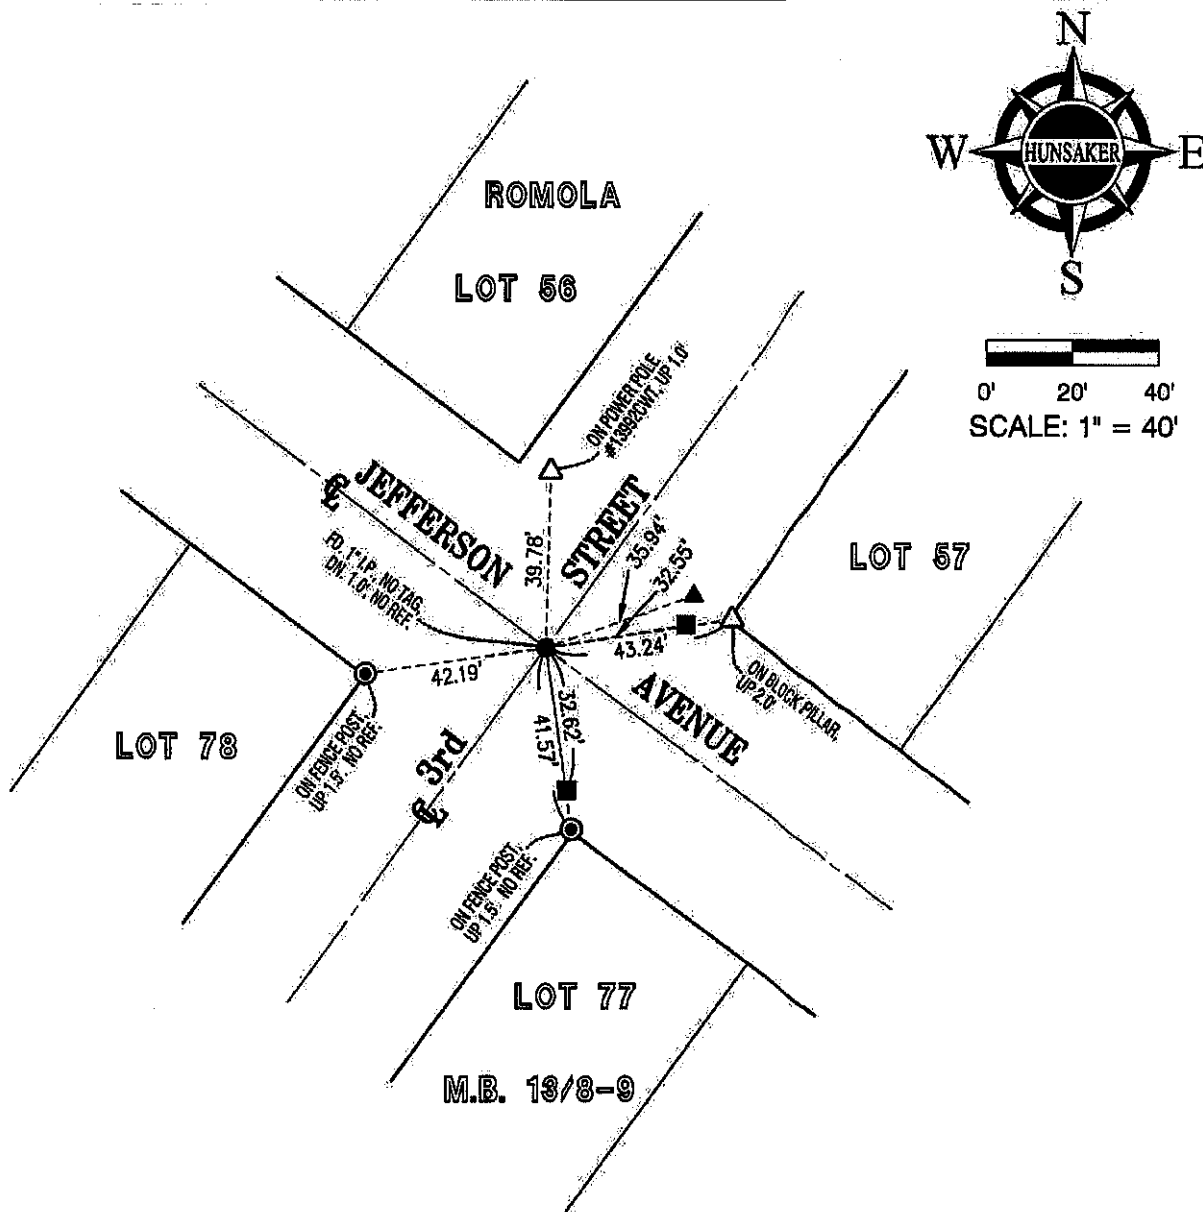 N
W
HUNSAKER
E
S
ROMOLA
LOT 56
0' 20' 40'
SCALE: 1" = 40'
ON POWER POLE
#13992CWT, UP 1.0'
JEFFERSON
STREET
39.78'
35.94'
32.55'
LOT 57
FD. 1" I.P., NO TAG,
DN. 1.0', NO REF.
43.24'
42.19'
ON BLOCK PILLAR,
UP 2.0'
AVENUE
32.62'
41.57'
LOT 78
ON FENCE POST,
UP 1.5', NO REF.
3rd
ON FENCE POST,
UP 1.5', NO REF.
LOT 77
M.B. 13/8-9